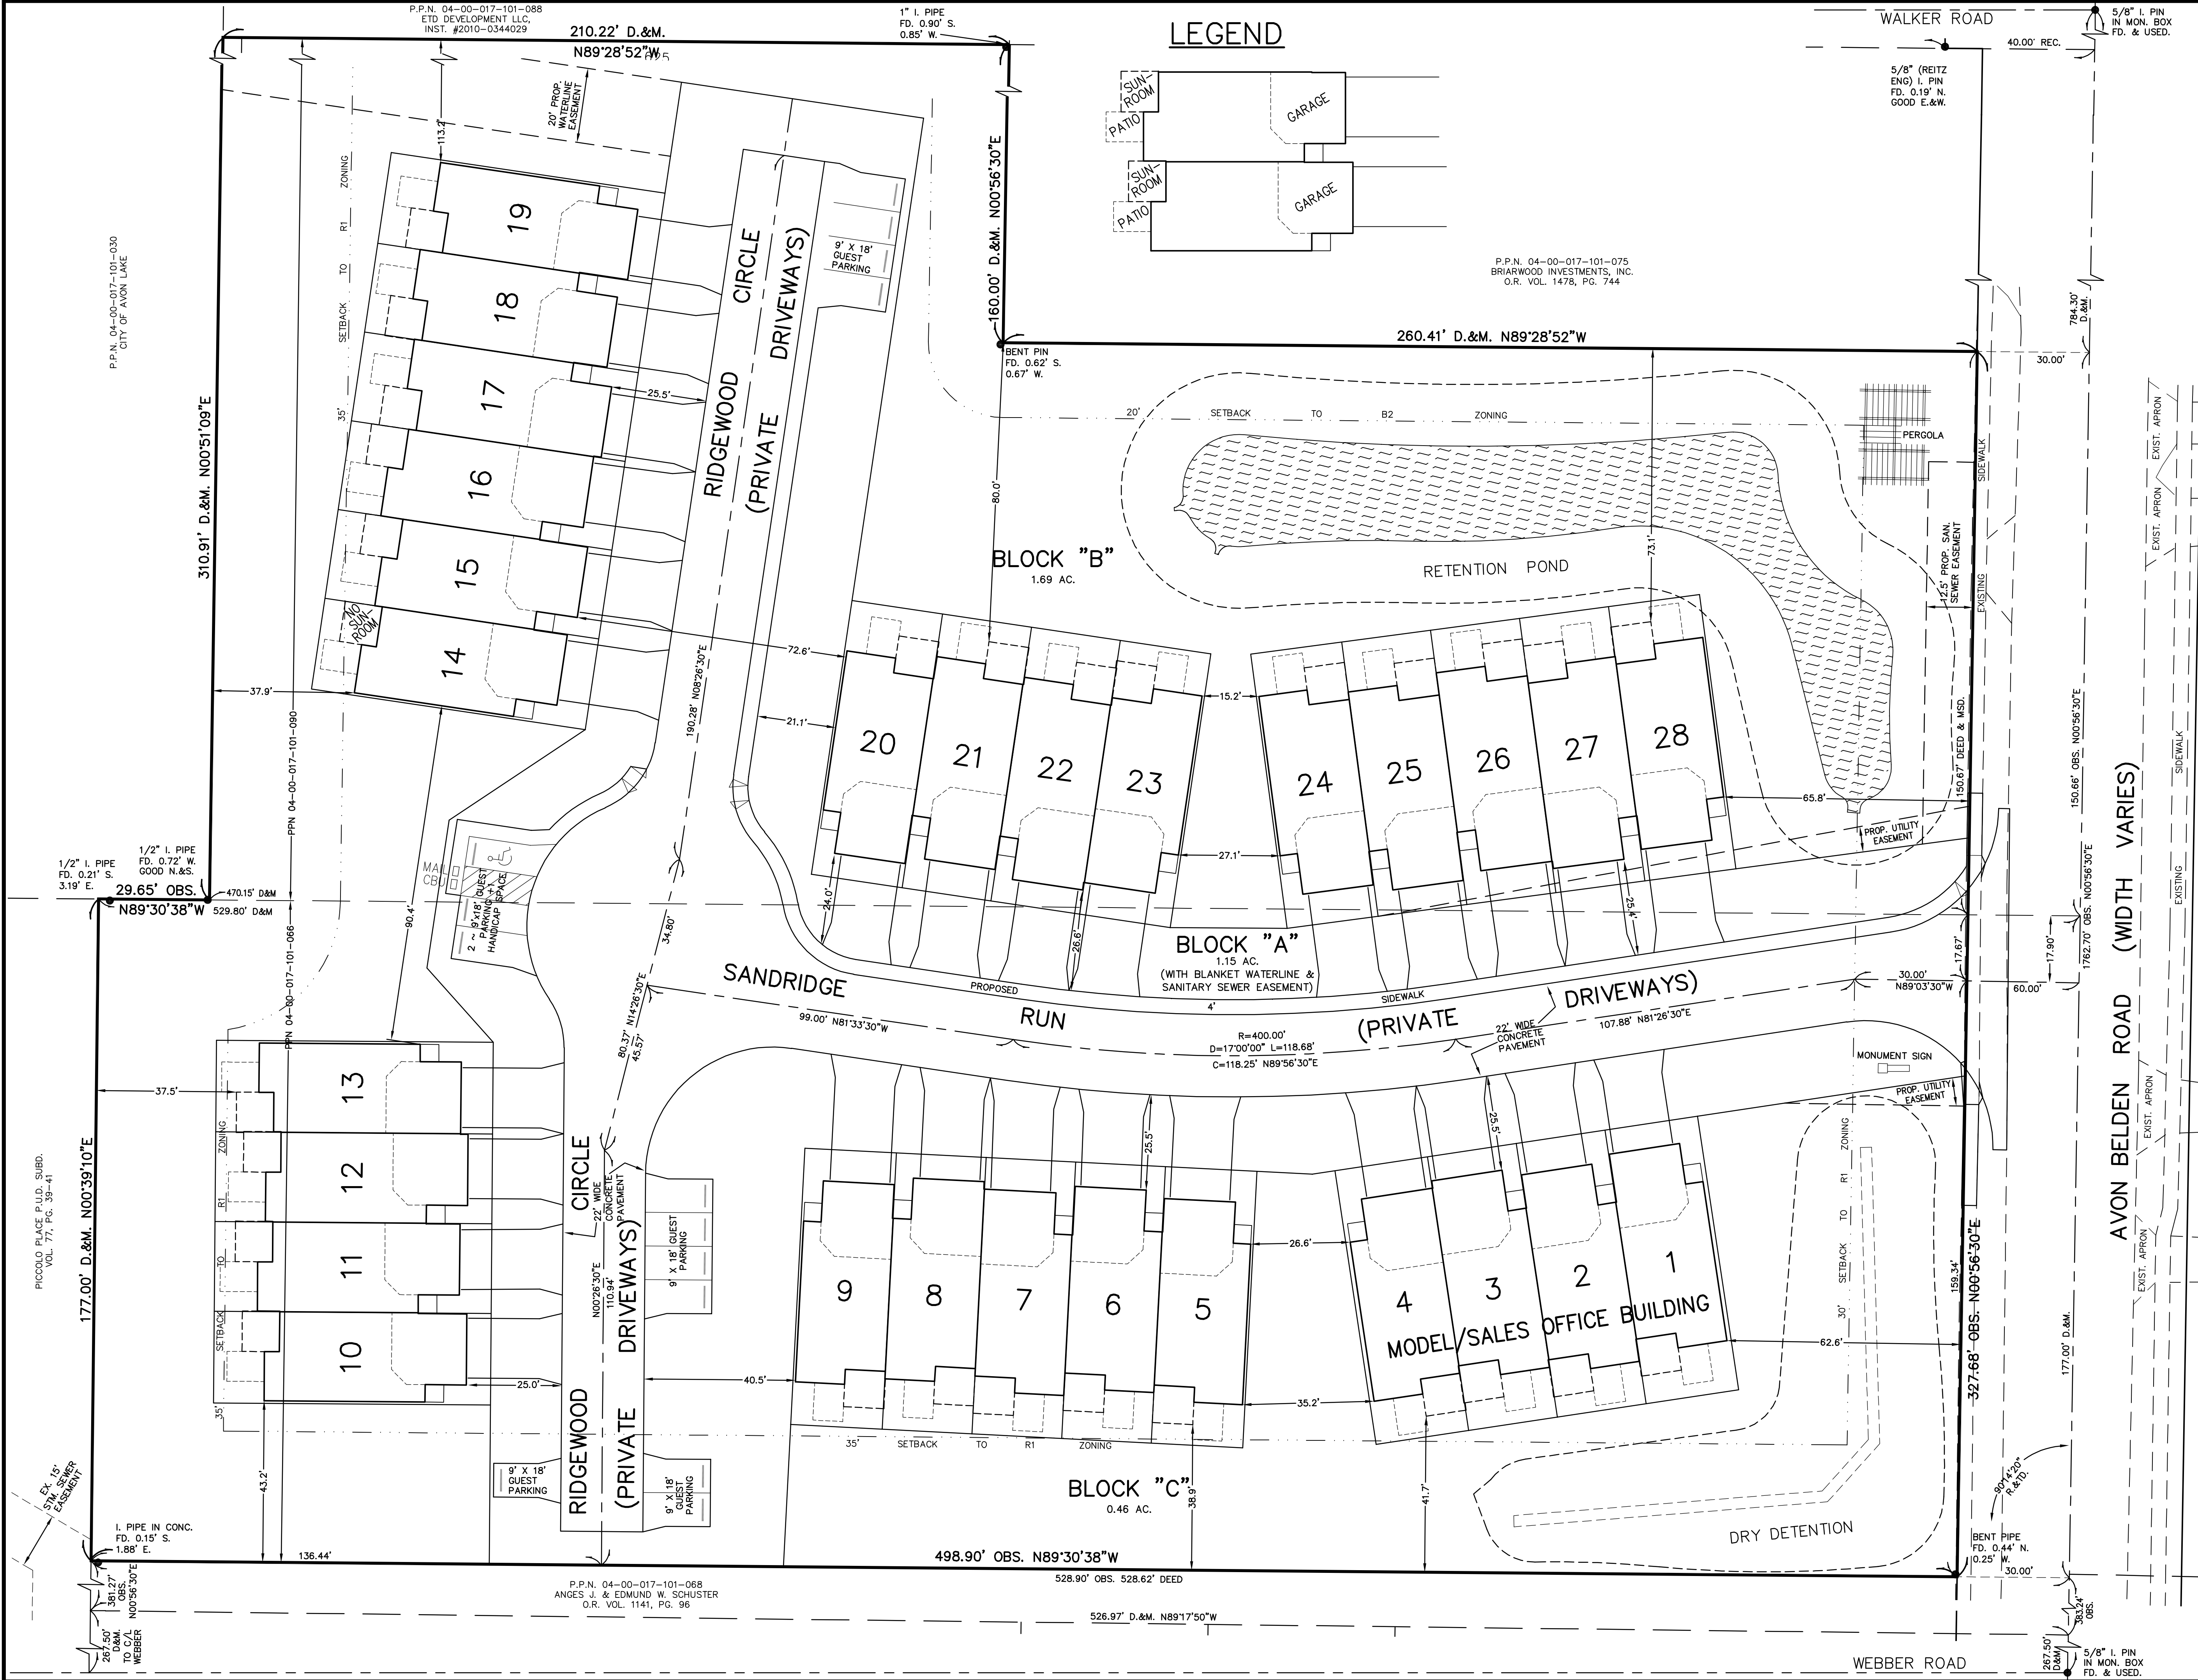 P.P.N. 04-00-017-101-088
ETD DEVELOPMENT LLC,
INST. #2010-0344029
210.22' D.&M.
N89°28'52"W
1" I. PIPE
FD. 0.90' S.
0.85' W.
LEGEND
SUN-
ROOM
PATIO
GARAGE
SUN-
ROOM
PATIO
GARAGE
WALKER ROAD
5/8" I. PIN
IN MON. BOX
FD. & USED.
40.00' REC.
5/8" (REITZ
ENG) I. PIN
FD. 0.19' N.
GOOD E.&W.
P.P.N. 04-00-017-101-075
BRIARWOOD INVESTMENTS, INC.
O.R. VOL. 1478, PG. 744
20' PROP.
WATERLINE
EASEMENT
113.2'
P.P.N. 04-00-017-101-030
CITY OF AVON LAKE
310.91' D.&M. N00°51'09"E
35' SETBACK TO R1 ZONING
19
18
17
16
15
14
NO
SUN-
ROOM
25.5'
9' X 18'
GUEST
PARKING
RIDGEWOOD CIRCLE
(PRIVATE DRIVEWAYS)
160.00' D.&M. N00°56'30"E
BENT PIN
FD. 0.62' S.
0.67' W.
260.41' D.&M. N89°28'52"W
784.30'
D.&M.
30.00'
20' SETBACK TO B2 ZONING
PERGOLA
SIDEWALK
EXISTING
12.5' PROP. SAN.
SEWER EASEMENT
80.0'
73.1'
BLOCK "B"
1.69 AC.
RETENTION POND
EXIST. APRON
EXIST. APRON
72.6'
37.9'
190.28' N08°26'30"E
21.1'
15.2'
20
21
22
23
24
25
26
27
28
65.8'
150.67' DEED & MSD.
150.66' OBS. N00°56'30"E
1762.70' OBS. N00°56'30"E
AVON BELDEN ROAD (WIDTH VARIES)
SIDEWALK
EXISTING
PPN 04-00-017-101-090
PROP. UTILITY
EASEMENT
27.1'
24.0'
26.6'
25.4'
1/2" I. PIPE
FD. 0.21' S.
3.19' E.
1/2" I. PIPE
FD. 0.72' W.
GOOD N.&S.
29.65' OBS.
N89°30'38"W
470.15' D&M
529.80' D&M
MAIL
CBU
2 ~ 9'x18' GUEST
PARKING +1
HANDICAP SPACE
90.4'
34.80'
BLOCK "A"
1.15 AC.
(WITH BLANKET WATERLINE &
SANITARY SEWER EASEMENT)
17.67'
17.90'
30.00'
N89°03'30"W
60.00'
SANDRIDGE RUN (PRIVATE DRIVEWAYS)
PROPOSED 4' SIDEWALK
99.00' N81°33'30"W
R=400.00'
D=17°00'00" L=118.68'
C=118.25' N89°56'30"E
22' WIDE
CONCRETE
PAVEMENT
107.88' N81°26'30"E
80.37' N14°26'30"E
45.57'
PPN 04-00-017-101-066
MONUMENT SIGN
PROP. UTILITY
EASEMENT
37.5'
13
12
11
10
35' SETBACK TO R1 ZONING
PICCOLO PLACE P.U.D. SUBD.
VOL. 77, PG. 39-41
177.00' D.&M. N00°39'10"E
25.0'
43.2'
RIDGEWOOD CIRCLE
(PRIVATE DRIVEWAYS)
22' WIDE
CONCRETE
PAVEMENT
N00°26'30"E
110.94'
9' X 18' GUEST
PARKING
40.5'
25.5'
25.5'
9
8
7
6
5
26.6'
35.2'
4
3
2
1
MODEL/SALES OFFICE BUILDING
62.6'
30' SETBACK TO R1 ZONING
159.34'
327.68' OBS. N00°56'30"E
177.00' D.&M.
EXIST. APRON
EXIST. APRON
35' SETBACK TO R1 ZONING
9' X 18'
GUEST
PARKING
9' X 18'
GUEST
PARKING
BLOCK "C"
0.46 AC.
38.9'
41.7'
DRY DETENTION
90°14'20"
R.&TD.
BENT PIPE
FD. 0.44' N.
0.25' W.
30.00'
EX. 15'
STM. SEWER
EASEMENT
I. PIPE IN CONC.
FD. 0.15' S.
1.88' E.
136.44'
498.90' OBS. N89°30'38"W
528.90' OBS. 528.62' DEED
P.P.N. 04-00-017-101-068
ANGES J. & EDMUND W. SCHUSTER
O.R. VOL. 1141, PG. 96
381.27'
OBS.
N00°56'30"E
267.50'
D&M.
TO C/L
WEBBER
526.97' D.&M. N89°17'50"W
383.24'
OBS.
267.50'
D&M.
WEBBER ROAD
5/8" I. PIN
IN MON. BOX
FD. & USED.